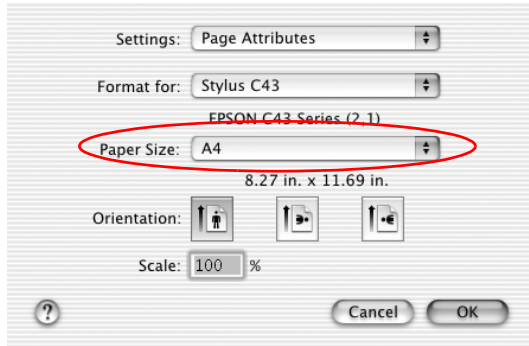 Settings: Page Attributes
Format for: Stylus C43
EPSON C43 Series (2,1)
Paper Size: A4
8.27 in. x 11.69 in.
Orientation:
Scale: 100 %
? Cancel OK